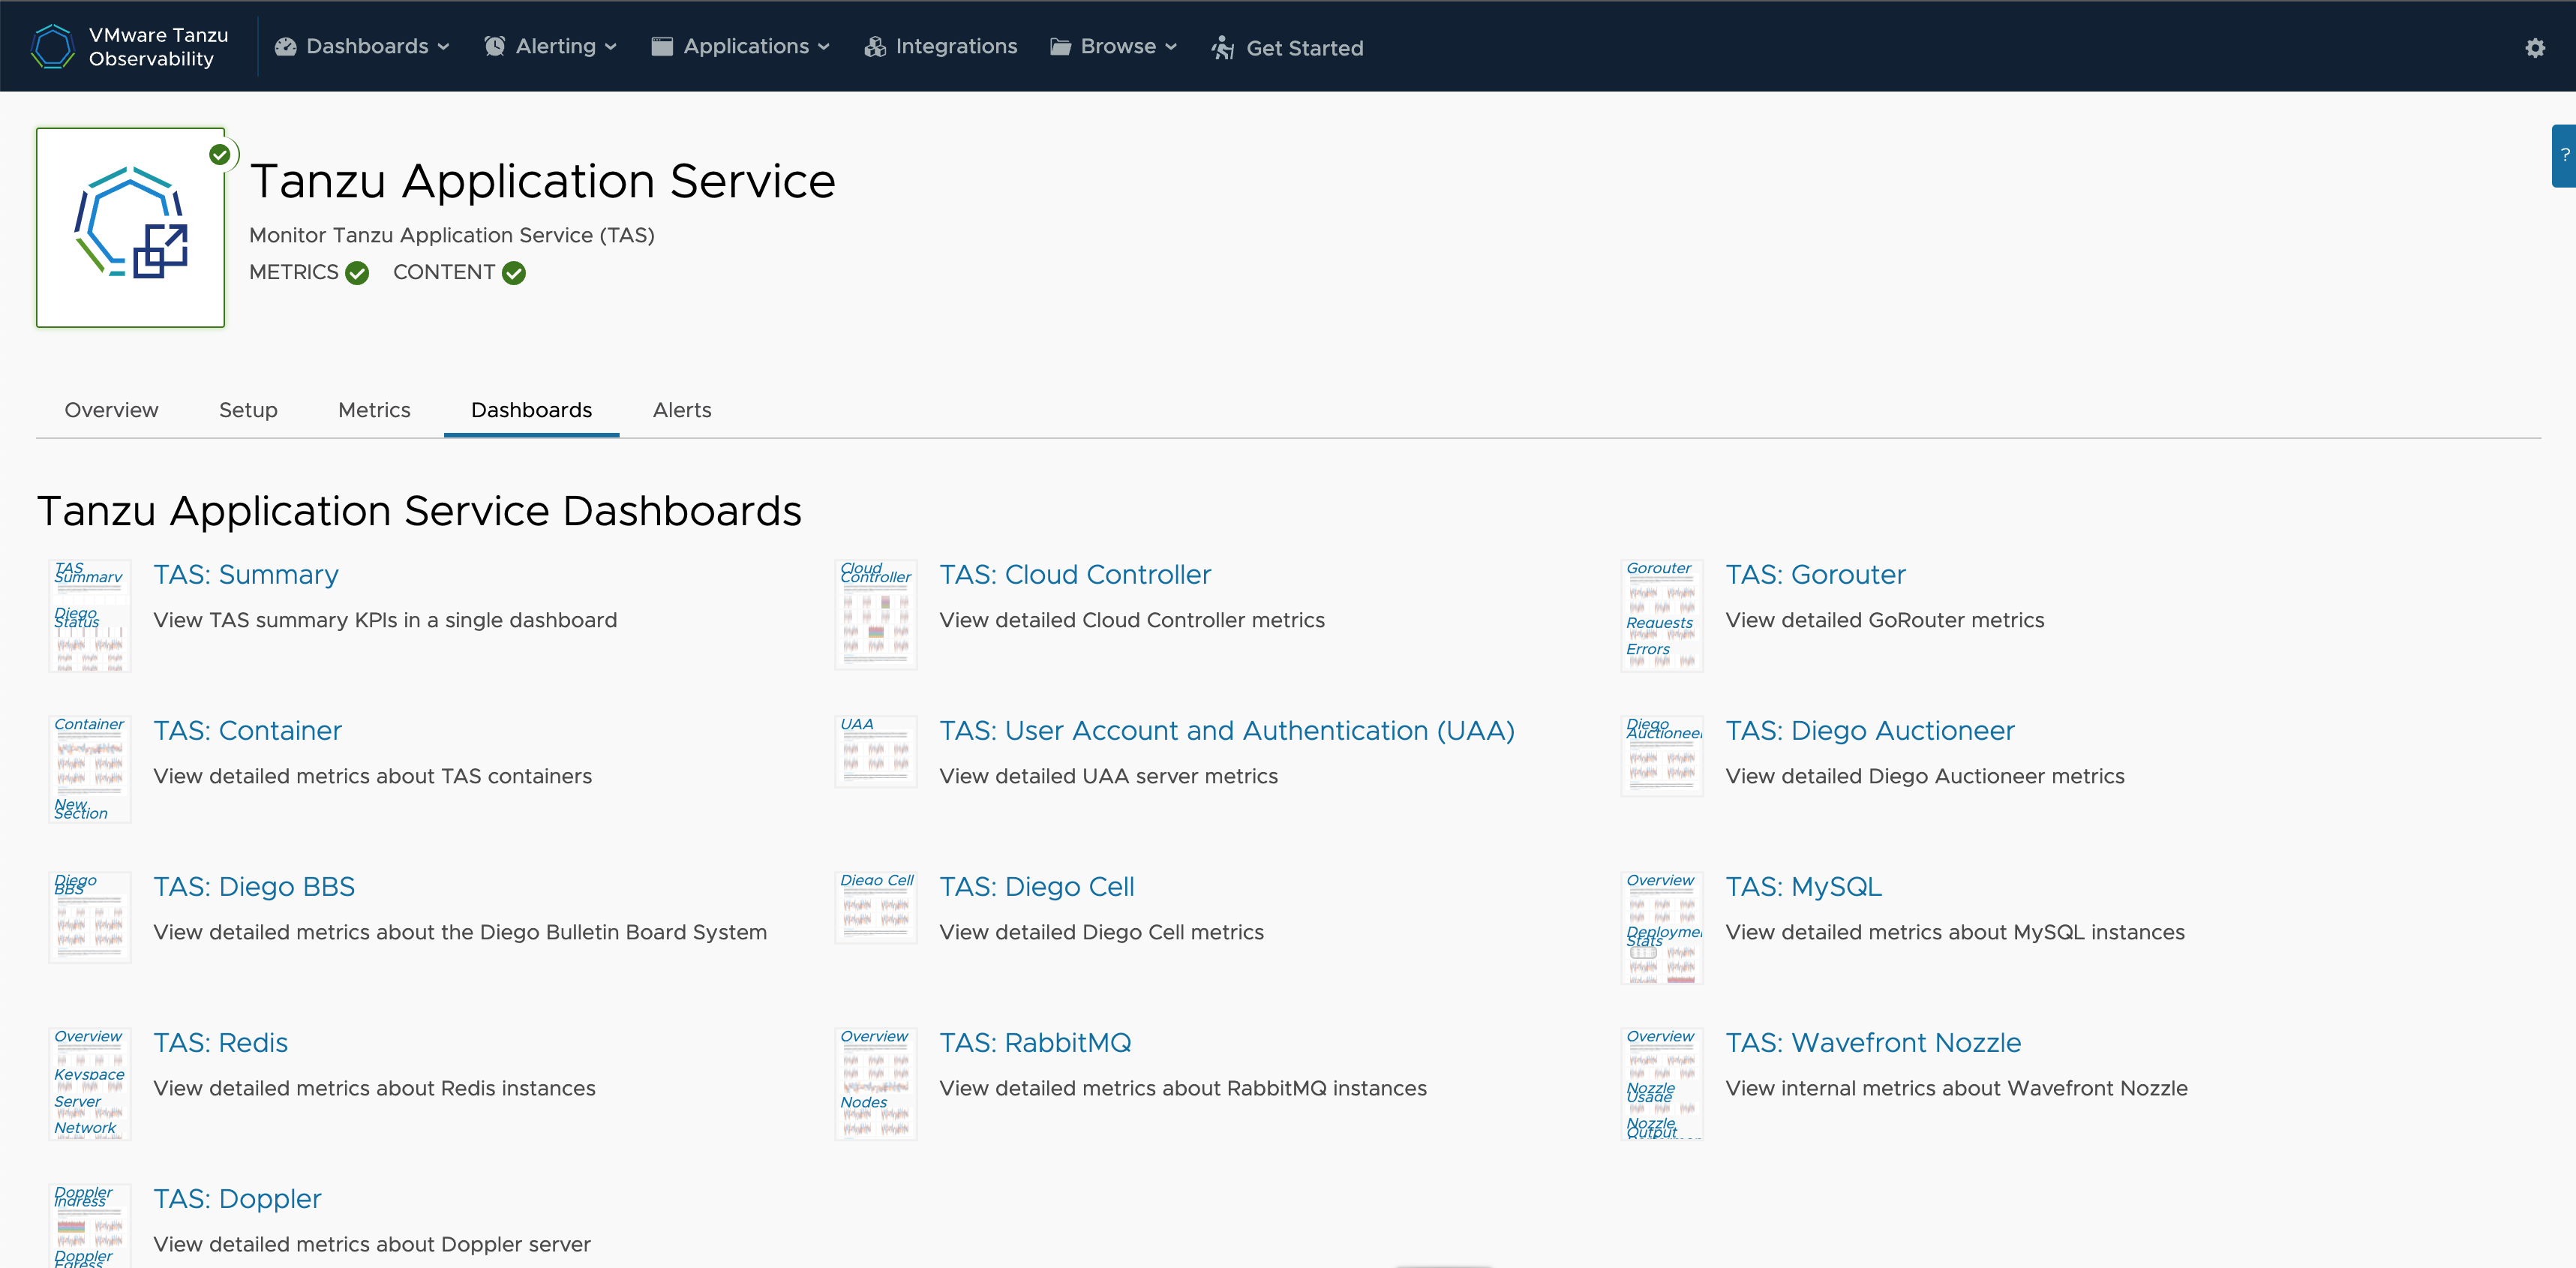 VMware Tanzu
Observability
Dashboards
Alerting
Applications
Integrations
Browse
Get Started
?
Tanzu Application Service
Monitor Tanzu Application Service (TAS)
METRICS
CONTENT
Overview
Setup
Metrics
Dashboards
Alerts
Tanzu Application Service Dashboards
TAS
Summary
Diego
Status
TAS: Summary
View TAS summary KPIs in a single dashboard
Cloud
Controller
TAS: Cloud Controller
View detailed Cloud Controller metrics
Gorouter
Requests
Errors
TAS: Gorouter
View detailed GoRouter metrics
Container
New
Section
TAS: Container
View detailed metrics about TAS containers
UAA
TAS: User Account and Authentication (UAA)
View detailed UAA server metrics
Diego
Auctioneer
TAS: Diego Auctioneer
View detailed Diego Auctioneer metrics
Diego
BBS
TAS: Diego BBS
View detailed metrics about the Diego Bulletin Board System
Diego Cell
TAS: Diego Cell
View detailed Diego Cell metrics
Overview
Deployme
Stats
TAS: MySQL
View detailed metrics about MySQL instances
Overview
Keyspace
Server
Network
TAS: Redis
View detailed metrics about Redis instances
Overview
Nodes
TAS: RabbitMQ
View detailed metrics about RabbitMQ instances
Overview
Nozzle
Usage
Nozzle
Output
TAS: Wavefront Nozzle
View internal metrics about Wavefront Nozzle
Doppler
Ingress
Doppler
Egress
TAS: Doppler
View detailed metrics about Doppler server